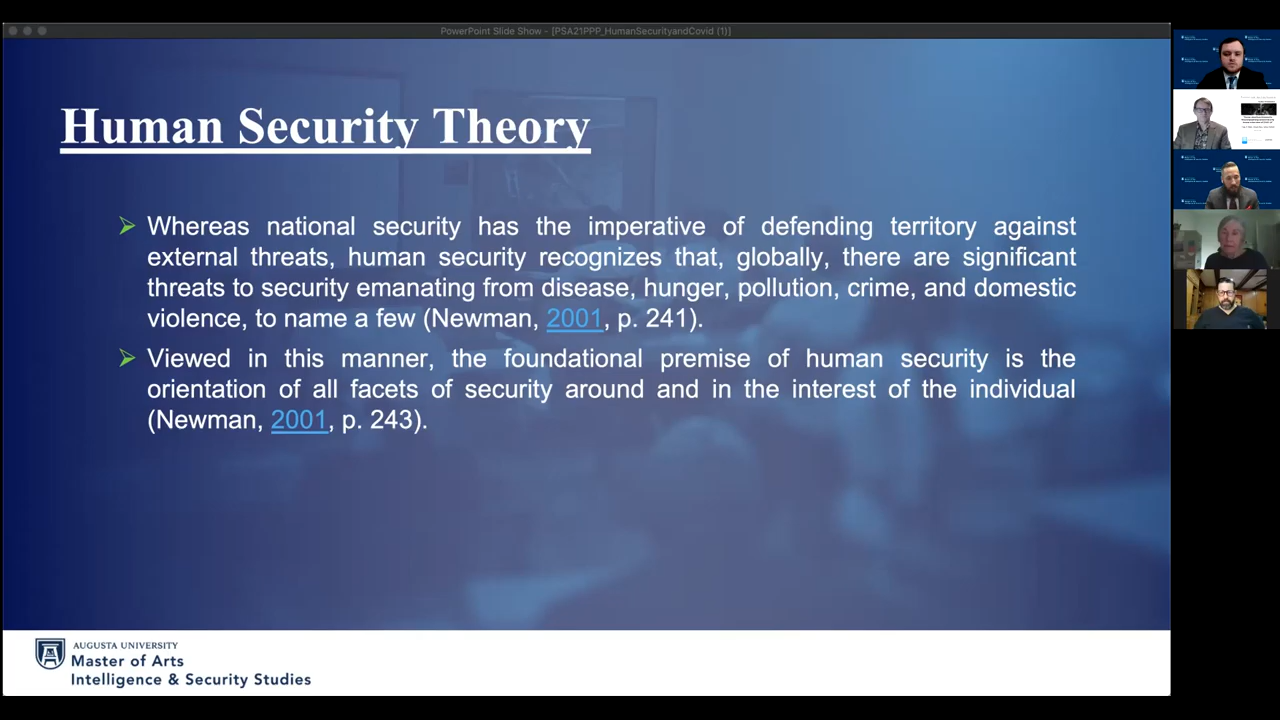 PowerPoint Slide Show - [PSA21PPP_HumanSecurityandCovid (1)]
Human Security Theory
Whereas national security has the imperative of defending territory against
external threats, human security recognizes that, globally, there are significant
threats to security emanating from disease, hunger, pollution, crime, and domestic
violence, to name a few (Newman, 2001, p. 241).
Viewed in this manner, the foundational premise of human security is the
orientation of all facets of security around and in the interest of the individual
(Newman, 2001, p. 243).
AUGUSTA UNIVERSITY
Master of Arts
Intelligence & Security Studies